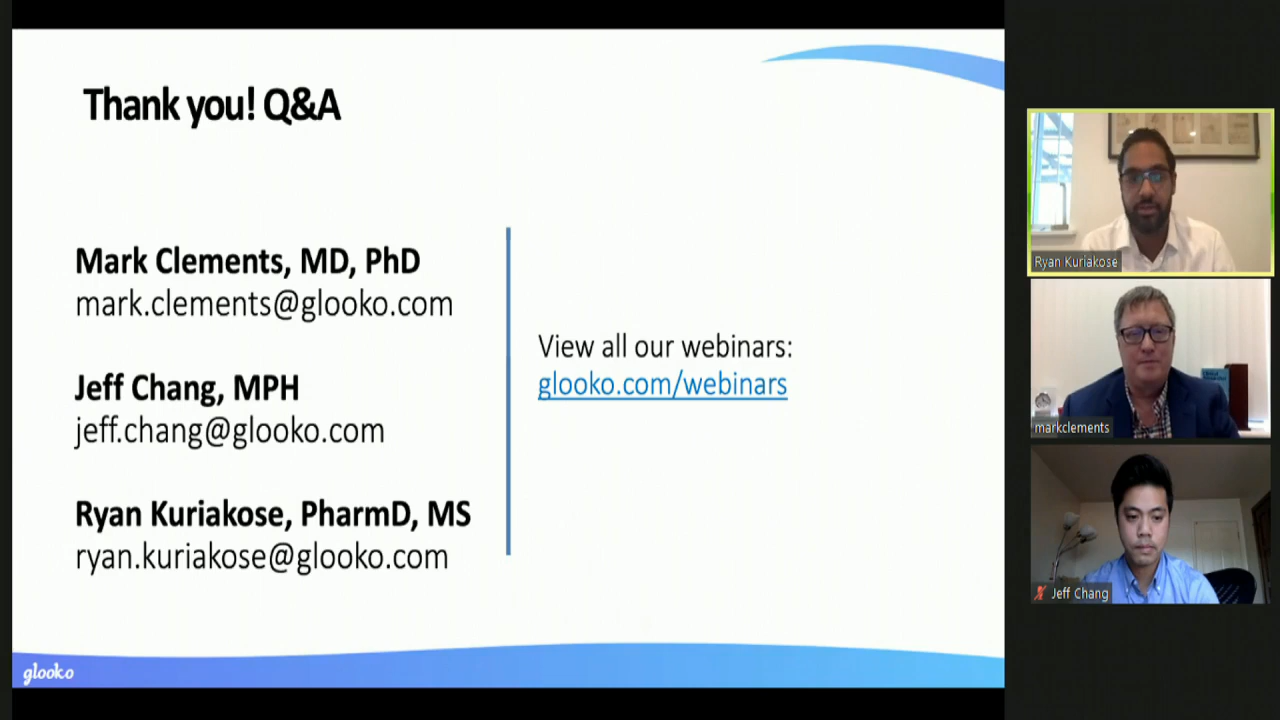 Thank you! Q&A
Mark Clements, MD, PhD
mark.clements@glooko.com
Jeff Chang, MPH
jeff.chang@glooko.com
Ryan Kuriakose, PharmD, MS
ryan.kuriakose@glooko.com
View all our webinars:
glooko.com/webinars
glooko
Ryan Kuriakose
markclements
Jeff Chang